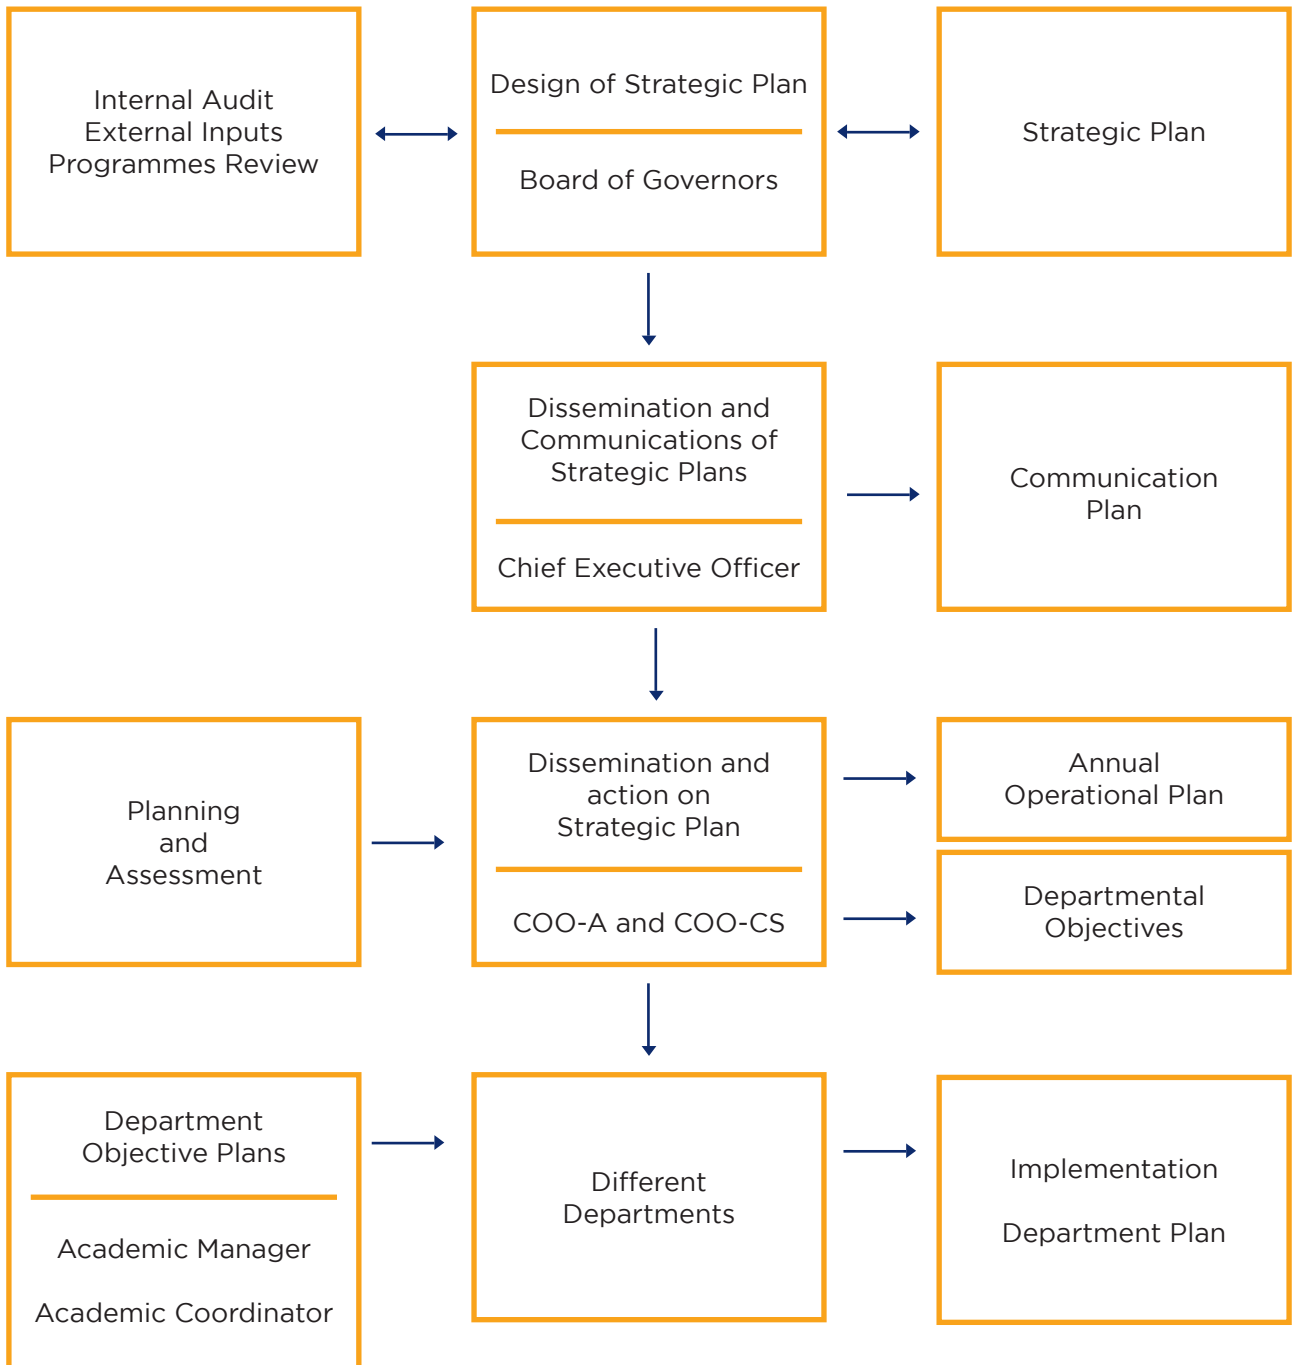 Internal Audit
External Inputs
Programmes Review
Design of Strategic Plan
Board of Governors
Strategic Plan
Dissemination and
Communications of
Strategic Plans
Chief Executive Officer
Communication
Plan
Planning
and
Assessment
Dissemination and
action on
Strategic Plan
COO-A and COO-CS
Annual
Operational Plan
Departmental
Objectives
Department
Objective Plans
Academic Manager
Academic Coordinator
Different
Departments
Implementation
Department Plan